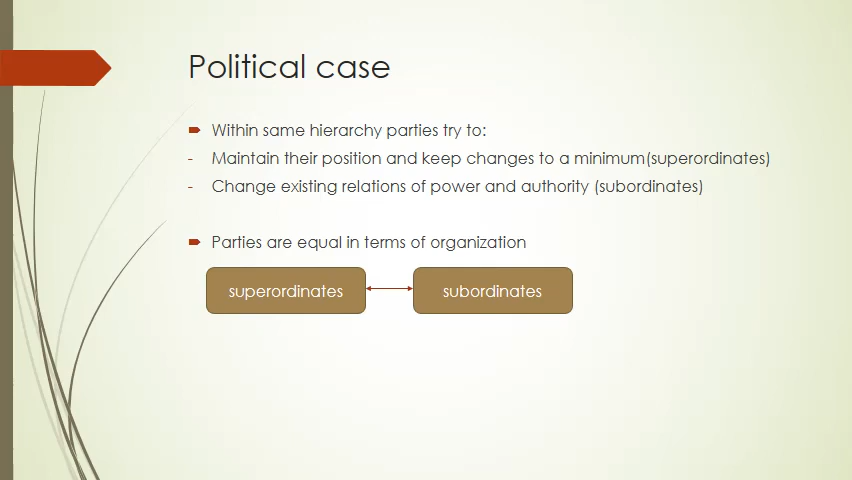 Political case
Within same hierarchy parties try to:
- Maintain their position and keep changes to a minimum(superordinates)
- Change existing relations of power and authority (subordinates)
Parties are equal in terms of organization
superordinates
subordinates